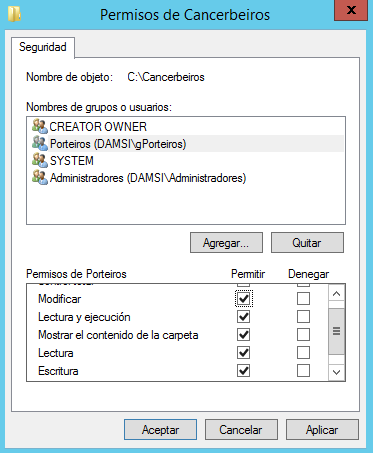 Permisos de Cancerbeiros
Seguridad
Nombre de objeto: C:\Cancerbeiros
Nombres de grupos o usuarios:
CREATOR OWNER
Porteiros (DAMSI\gPorteiros)
SYSTEM
Administradores (DAMSI\Administradores)
Agregar... Quitar
Permisos de Porteiros Permitir Denegar
Control total
Modificar
Lectura y ejecución
Mostrar el contenido de la carpeta
Lectura
Escritura
Aceptar Cancelar Aplicar